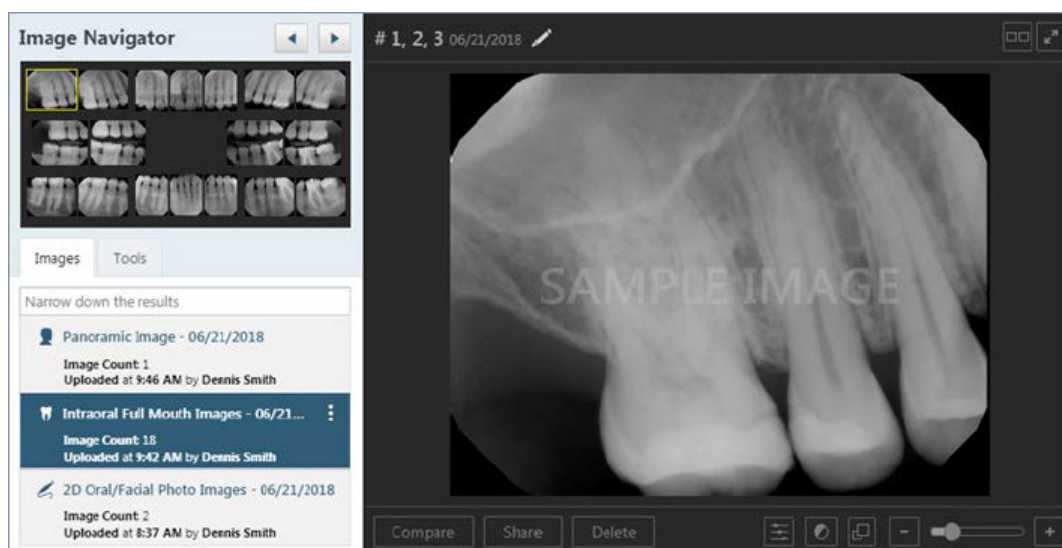 Image Navigator
# 1, 2, 3 06/21/2018
SAMPLE IMAGE
Images
Tools
Narrow down the results
Panoramic Image - 06/21/2018
Image Count: 1
Uploaded at 9:46 AM by Dennis Smith
Intraoral Full Mouth Images - 06/21...
Image Count: 18
Uploaded at 9:42 AM by Dennis Smith
2D Oral/Facial Photo Images - 06/21/2018
Image Count: 2
Uploaded at 8:37 AM by Dennis Smith
Compare
Share
Delete